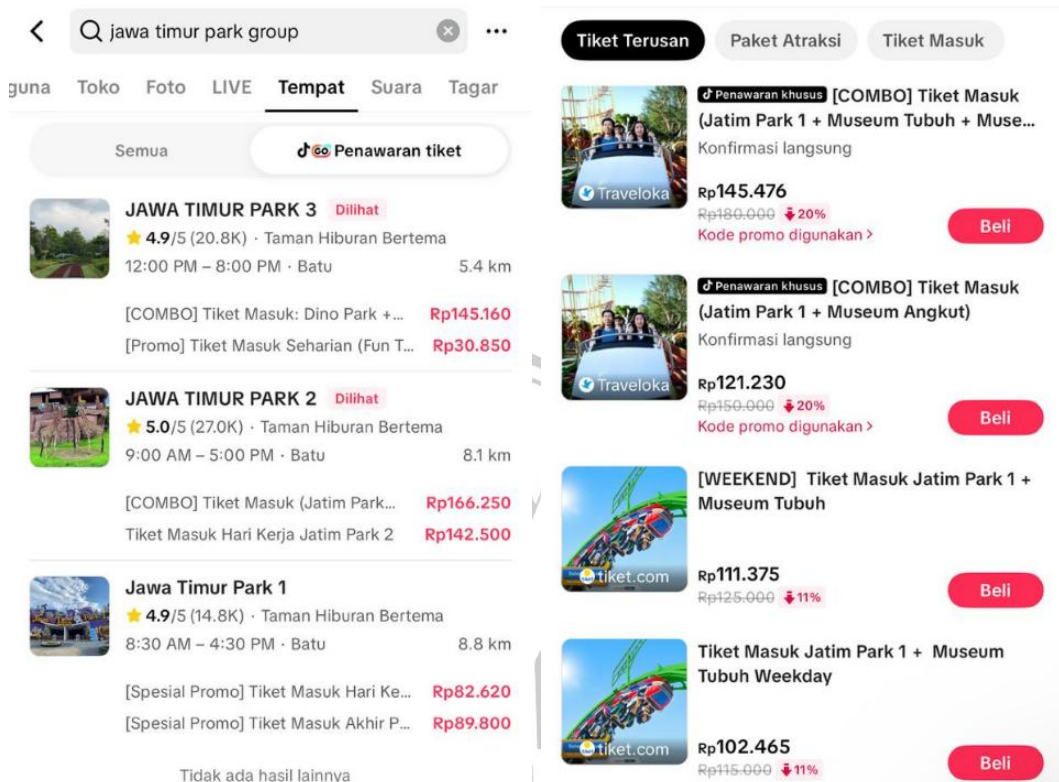 jawa timur park group
guna Toko Foto LIVE Tempat Suara Tagar
Semua GO Penawaran tiket
JAWA TIMUR PARK 3 Dilihat
4.9/5 (20.8K) · Taman Hiburan Bertema
12:00 PM – 8:00 PM · Batu 5.4 km
[COMBO] Tiket Masuk: Dino Park +... Rp145.160
[Promo] Tiket Masuk Seharian (Fun T... Rp30.850
JAWA TIMUR PARK 2 Dilihat
5.0/5 (27.0K) · Taman Hiburan Bertema
9:00 AM – 5:00 PM · Batu 8.1 km
[COMBO] Tiket Masuk (Jatim Park... Rp166.250
Tiket Masuk Hari Kerja Jatim Park 2 Rp142.500
Jawa Timur Park 1
4.9/5 (14.8K) · Taman Hiburan Bertema
8:30 AM – 4:30 PM · Batu 8.8 km
[Spesial Promo] Tiket Masuk Hari Ke... Rp82.620
[Spesial Promo] Tiket Masuk Akhir P... Rp89.800
Tidak ada hasil lainnya
Tiket Terusan Paket Atraksi Tiket Masuk
Penawaran khusus [COMBO] Tiket Masuk
(Jatim Park 1 + Museum Tubuh + Muse...
Konfirmasi langsung
Traveloka
Rp145.476
Rp180.000 20%
Kode promo digunakan >
Beli
Penawaran khusus [COMBO] Tiket Masuk
(Jatim Park 1 + Museum Angkut)
Konfirmasi langsung
Traveloka
Rp121.230
Rp150.000 20%
Kode promo digunakan >
Beli
[WEEKEND] Tiket Masuk Jatim Park 1 +
Museum Tubuh
tiket.com
Rp111.375
Rp125.000 11%
Beli
Tiket Masuk Jatim Park 1 + Museum
Tubuh Weekday
tiket.com
Rp102.465
Rp115.000 11%
Beli